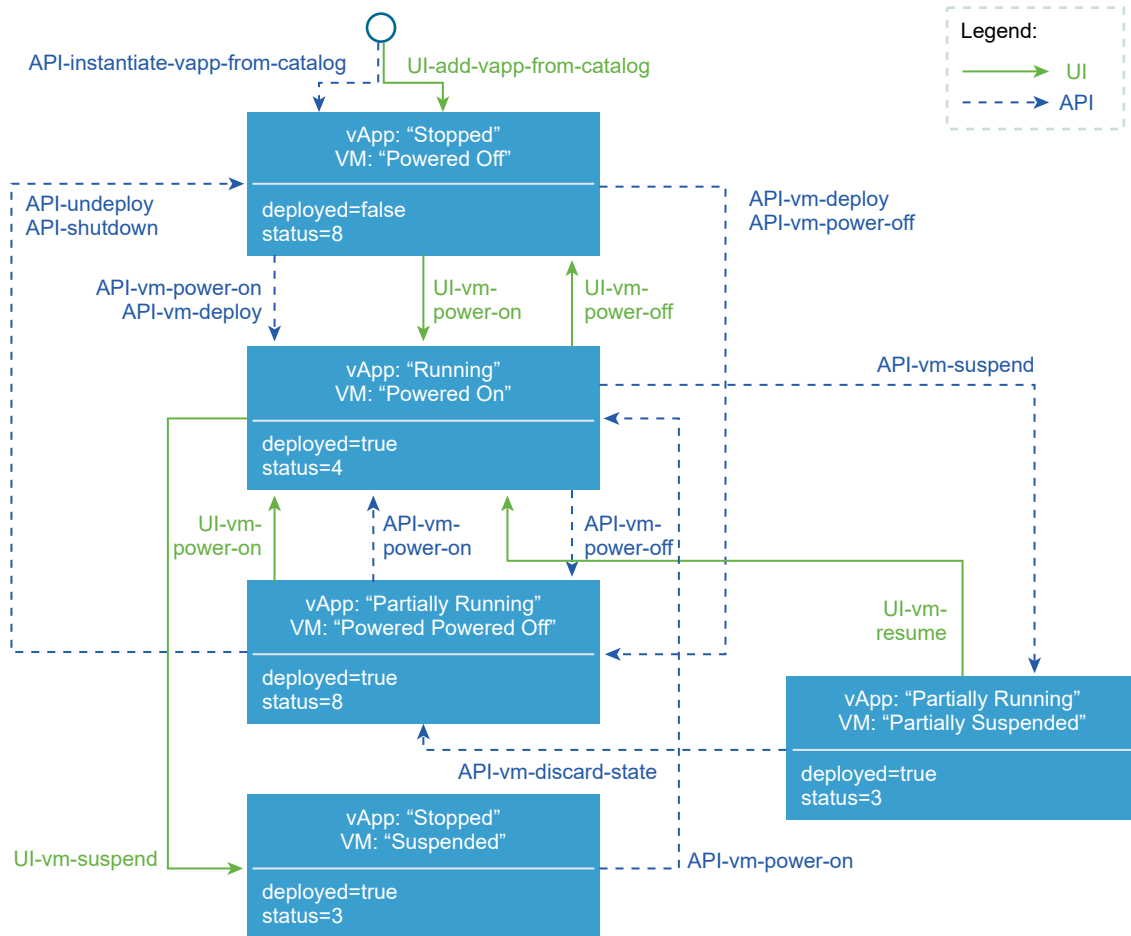 Legend:
UI
API
API-instantiate-vapp-from-catalog
UI-add-vapp-from-catalog
vApp: “Stopped”
VM: “Powered Off”
deployed=false
status=8
API-undeploy
API-shutdown
API-vm-deploy
API-vm-power-off
API-vm-power-on
API-vm-deploy
UI-vm-
power-on
UI-vm-
power-off
vApp: “Running”
VM: “Powered On”
deployed=true
status=4
API-vm-suspend
UI-vm-
power-on
API-vm-
power-on
API-vm-
power-off
vApp: “Partially Running”
VM: “Powered Powered Off”
deployed=true
status=8
UI-vm-
resume
vApp: “Partially Running”
VM: “Partially Suspended”
deployed=true
status=3
API-vm-discard-state
vApp: “Stopped”
VM: “Suspended”
deployed=true
status=3
UI-vm-suspend
API-vm-power-on